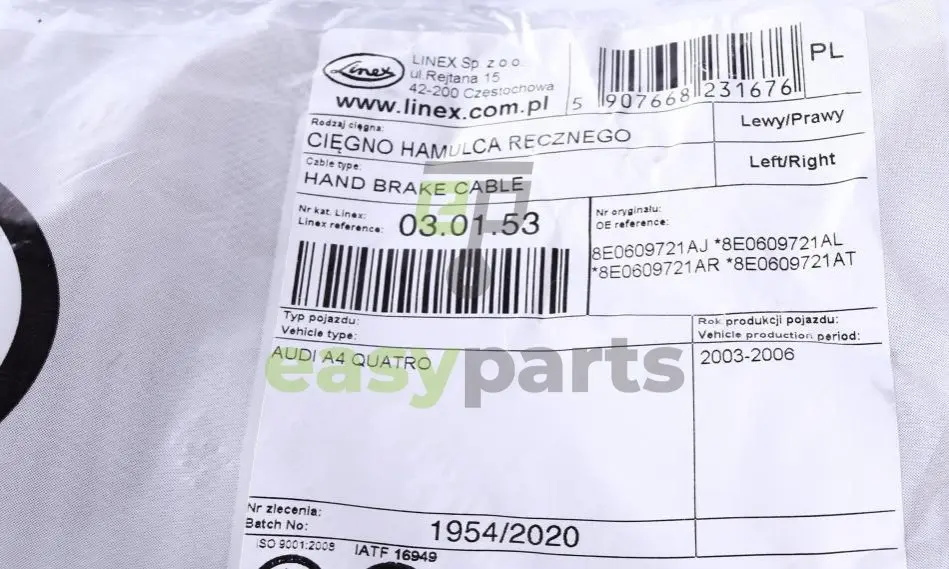 Linex
LINEX Sp. z o.o.
ul.Rejtana 15
42-200 Częstochowa
www.linex.com.pl
5 907668 231676
PL
Rodzaj cięgna:
CIĘGNO HAMULCA RECZNEGO
Lewy/Prawy
Cable type:
HAND BRAKE CABLE
Left/Right
Nr kat. Linex:
Linex reference: 03.01.53
Nr oryginału:
OE reference:
8E0609721AJ *8E0609721AL
*8E0609721AR *8E0609721AT
Typ pojazdu:
Vehicle type:
Rok produkcji pojazdu:
Vehicle production period:
AUDI A4 QUATRO
2003-2006
easyparts
Nr zlecenia:
Batch No: 1954/2020
ISO 9001:2008 IATF 16949